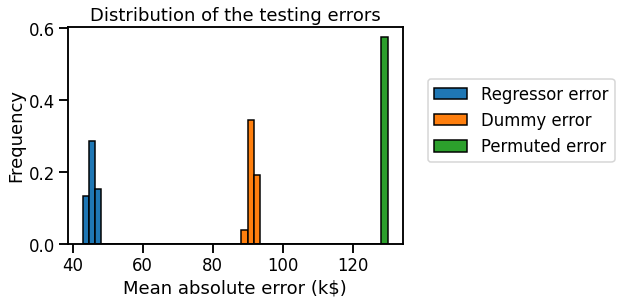 Distribution of the testing errors
0.6
0.4
0.2
0.0
Frequency
40 60 80 100 120
Mean absolute error (k$)
Regressor error
Dummy error
Permuted error